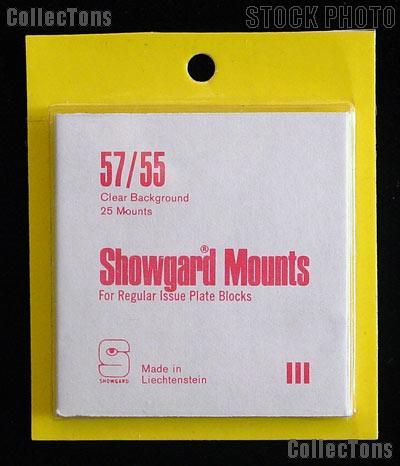 CollecTons
STOCK PHOTO
57/55
Clear Background
25 Mounts
Showgard® Mounts
For Regular Issue Plate Blocks
SHOWGARD
Made in
Liechtenstein
III
CollecTons